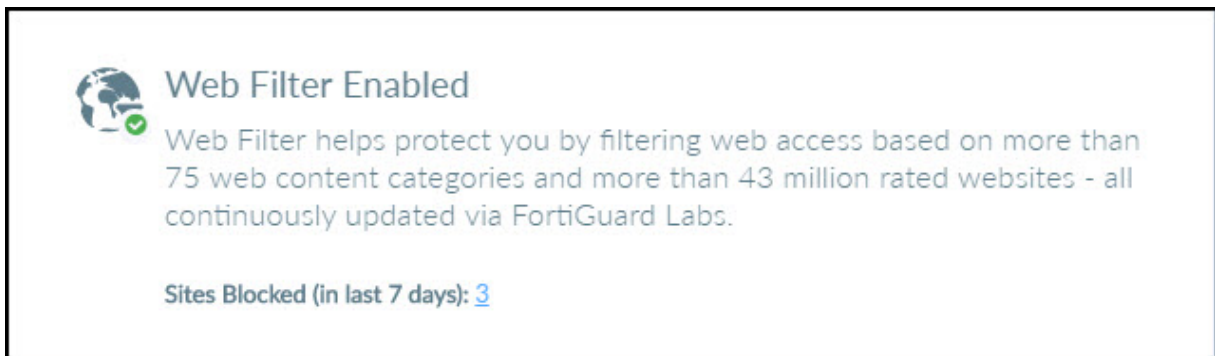 Web Filter Enabled
Web Filter helps protect you by filtering web access based on more than
75 web content categories and more than 43 million rated websites - all
continuously updated via FortiGuard Labs.
Sites Blocked (in last 7 days): 3